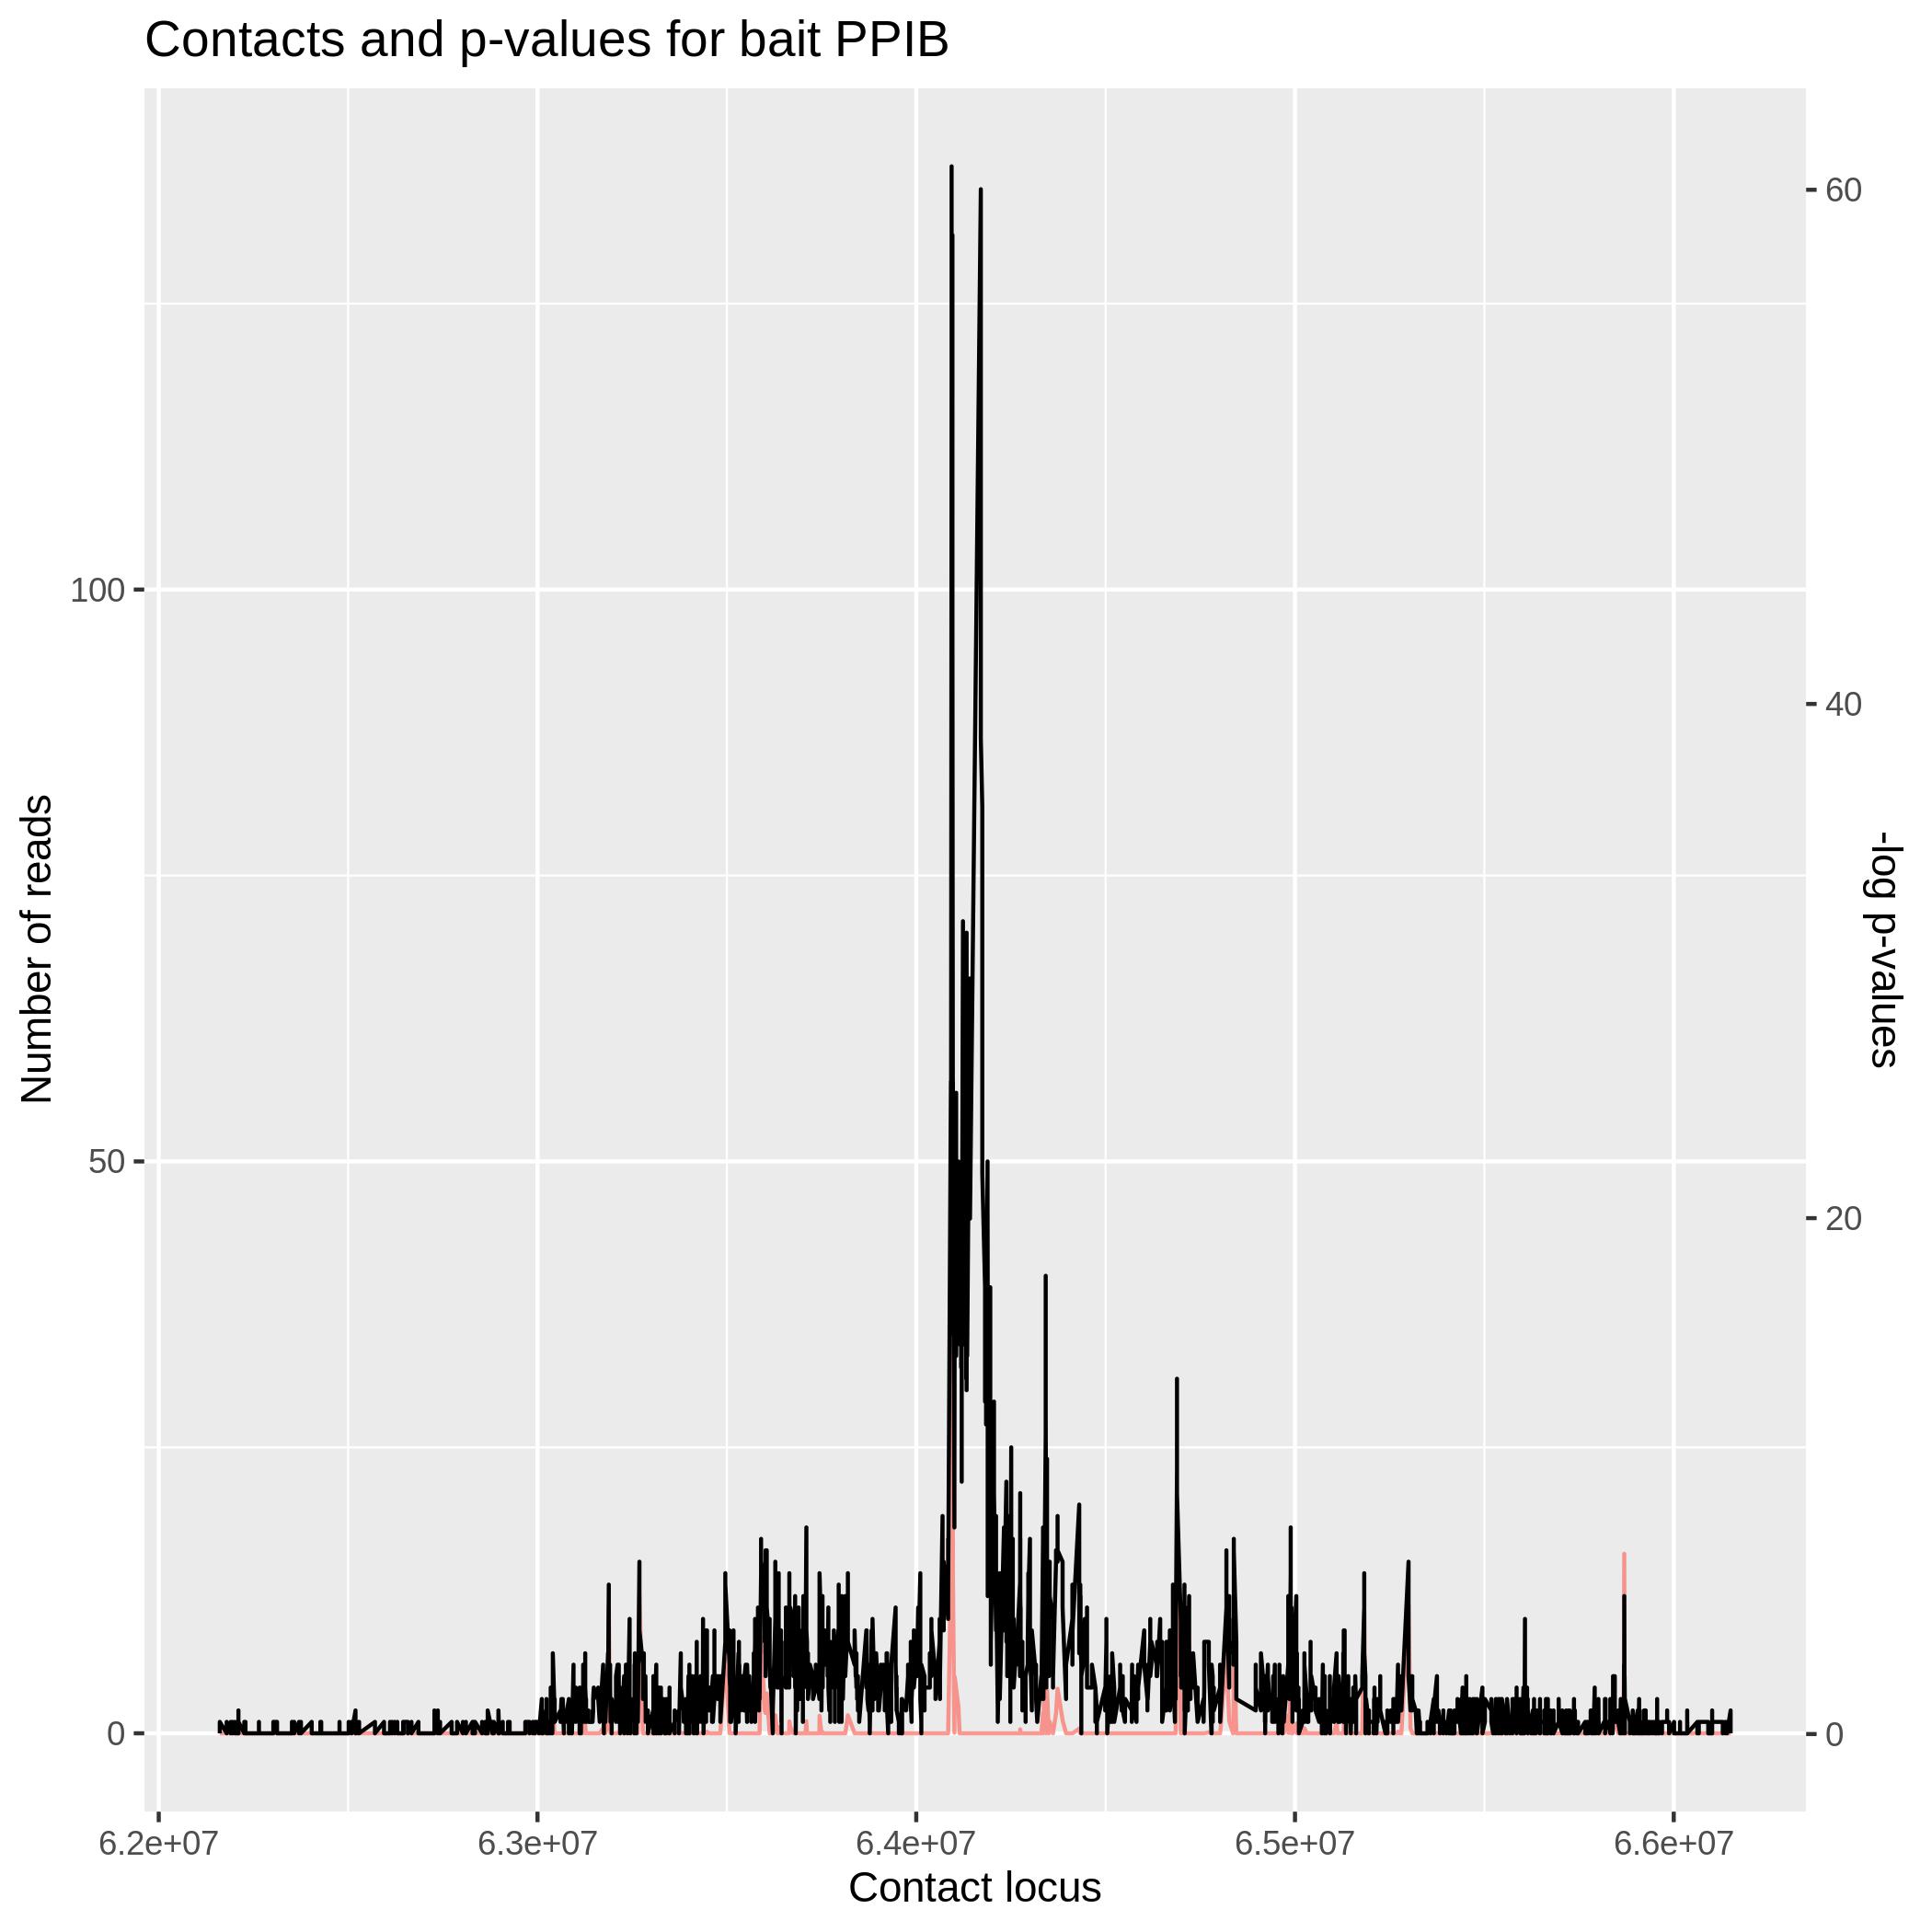 Contacts and p-values for bait PPIB
Number of reads
100
50
0
60
40
20
0
-log p-values
6.2e+07
6.3e+07
6.4e+07
6.5e+07
6.6e+07
Contact locus